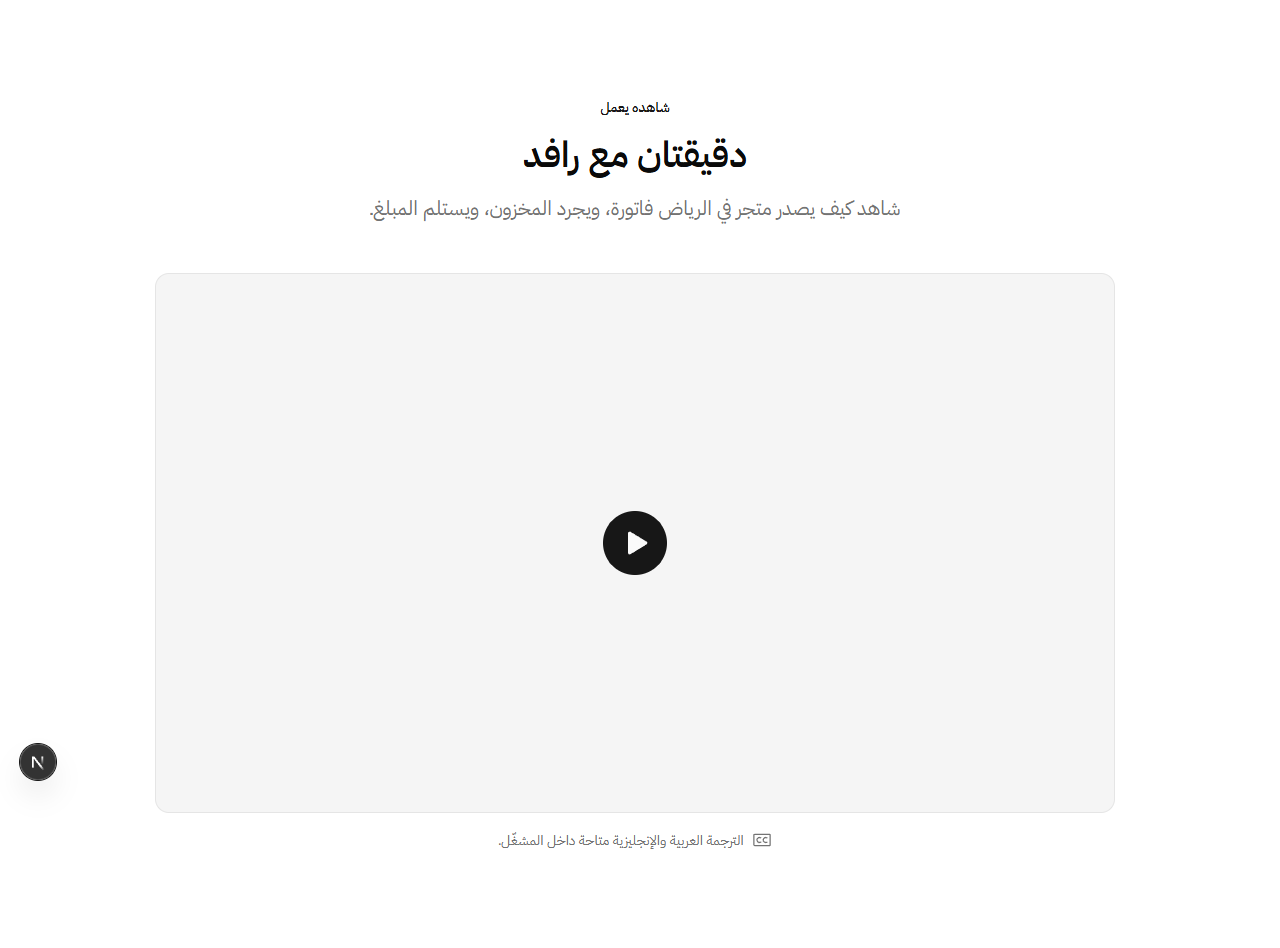 شاهده يعمل
دقيقتان مع رافد
شاهد كيف يصدر متجر في الرياض فاتورة، ويجرد المخزون، ويستلم المبلغ.
N
CC الترجمة العربية والإنجليزية متاحة داخل المشغّل.